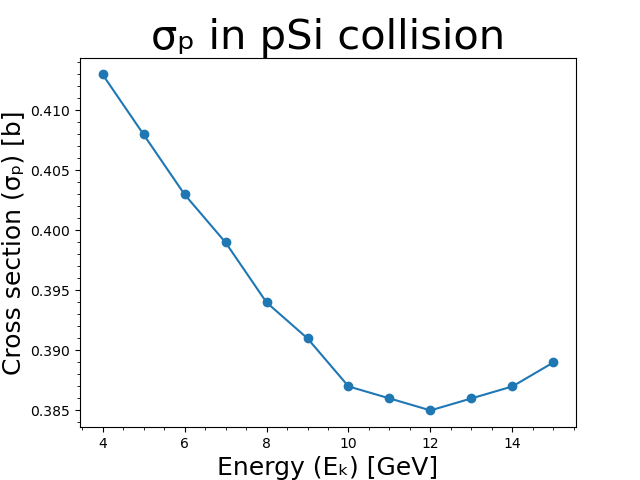 σₚ in pSi collision
Cross section (σₚ) [b]
0.410
0.405
0.400
0.395
0.390
0.385
4 6 8 10 12 14
Energy (Eₖ) [GeV]